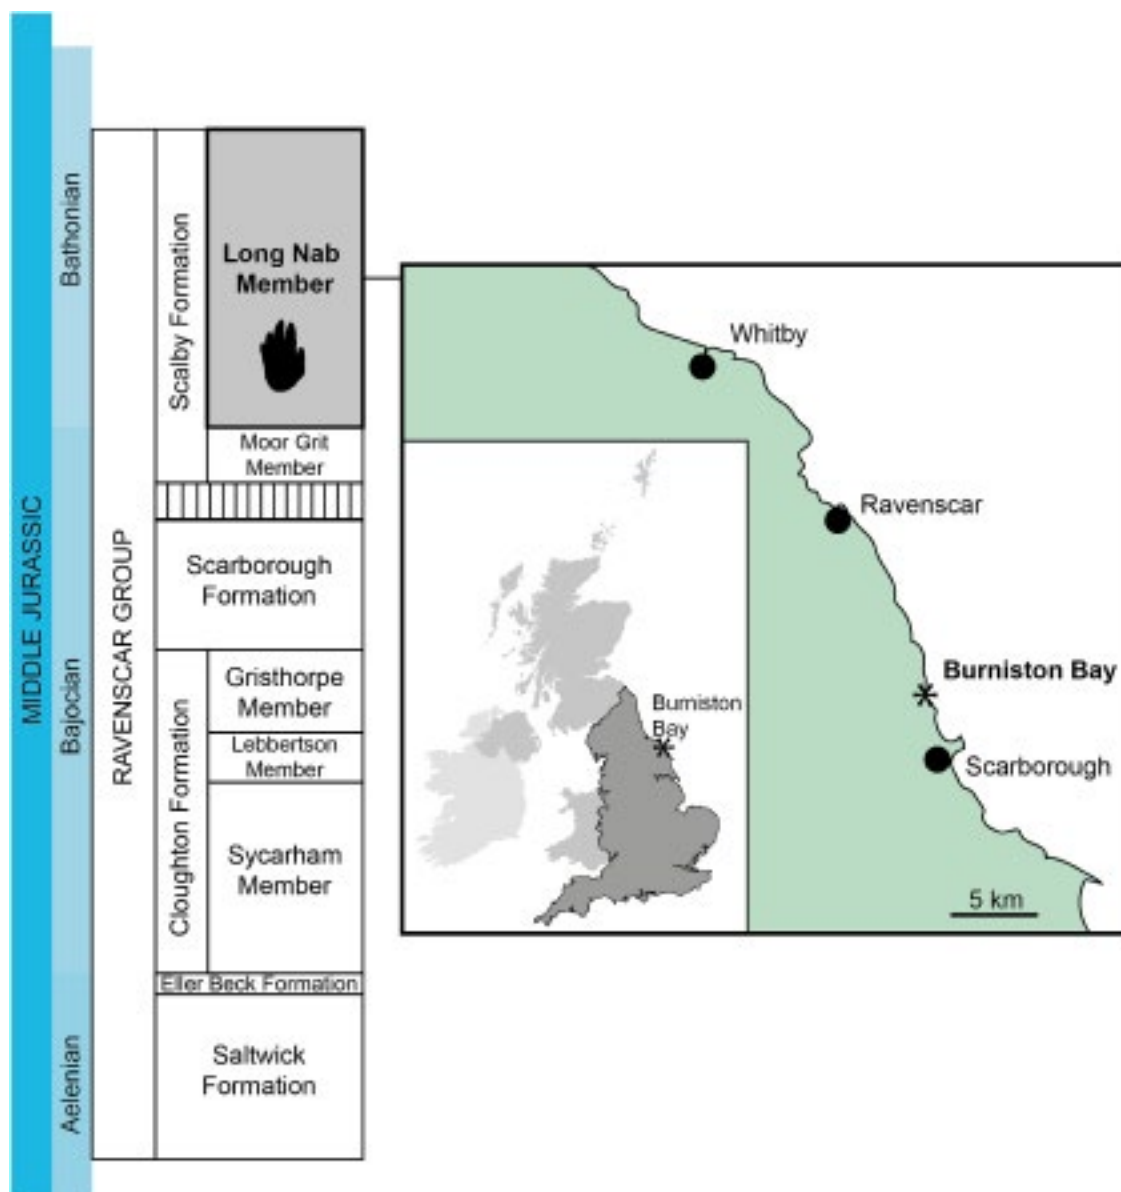 MIDDLE JURASSIC
Bathonian
Bajocian
Aelenian
RAVENSCAR GROUP
Scalby Formation
Long Nab
Member
Moor Grit
Member
Scarborough
Formation
Cloughton Formation
Gristhorpe
Member
Lebbertson
Member
Sycarham
Member
Eller Beck Formation
Saltwick
Formation
Whitby
Ravenscar
Burniston Bay
Scarborough
5 km
Burniston
Bay